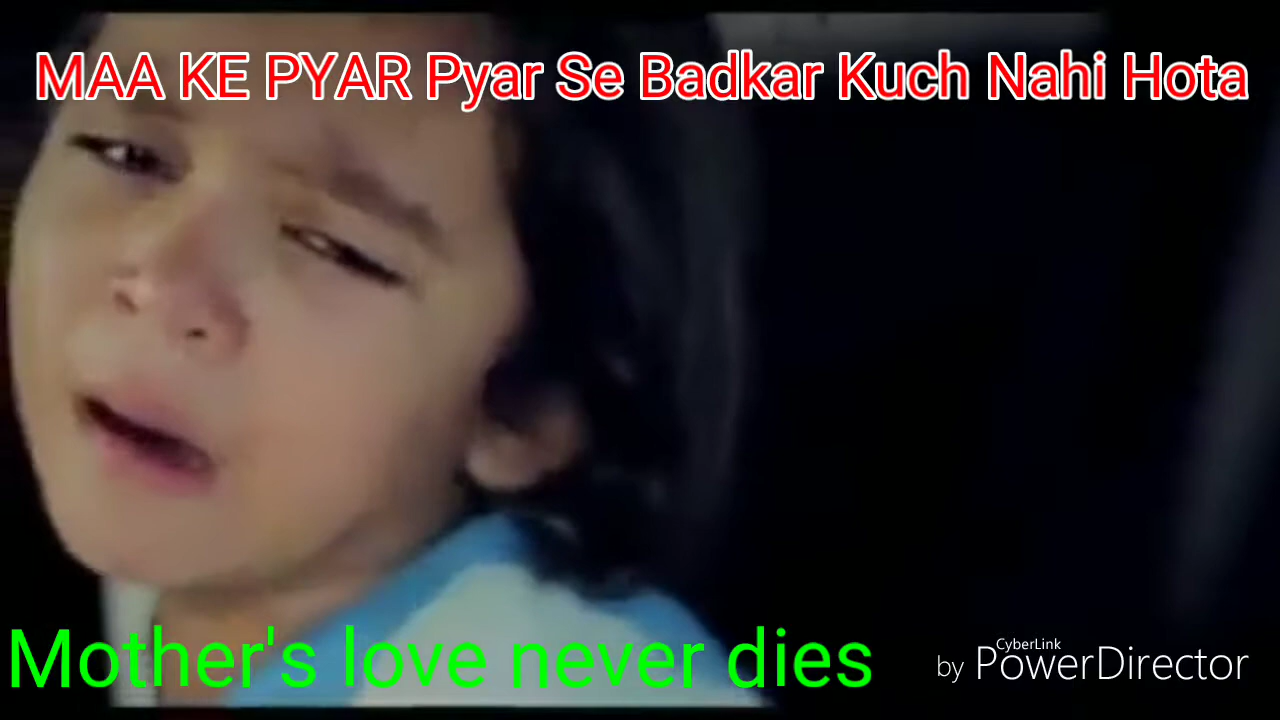 MAA KE PYAR Pyar Se Badkar Kuch Nahi Hota
Mother's love never dies
CyberLink
by PowerDirector